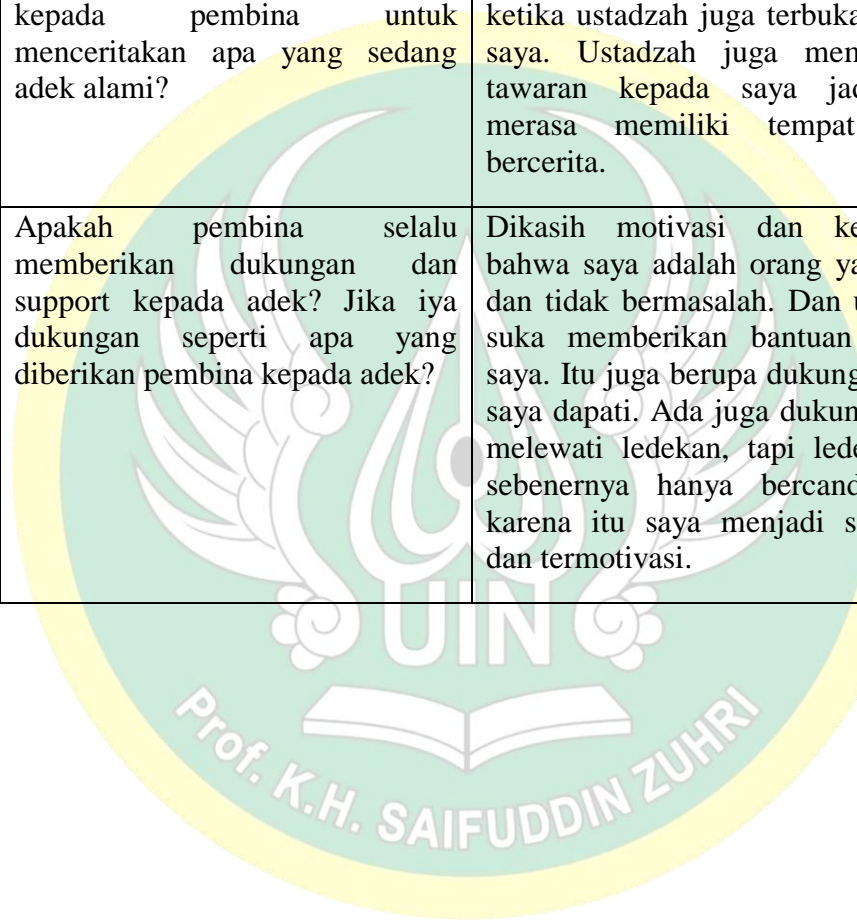 kepada pembina untuk
menceritakan apa yang sedang
adek alami?
ketika ustadzah juga terbuka
saya. Ustadzah juga
tawaran kepada saya
merasa memiliki tempat
bercerita.
Apakah pembina selalu
memberikan dukungan dan
support kepada adek? Jika iya
dukungan seperti apa yang
diberikan pembina kepada adek?
Dikasih motivasi dan
bahwa saya adalah orang
dan tidak bermasalah. Dan
suka memberikan bantuan
saya. Itu juga berupa
saya dapati. Ada juga
melewati ledekan, tapi
sebenernya hanya
karena itu saya menjadi
dan termotivasi.
UIN
Prof. K.H. SAIFUDDIN ZUHRI